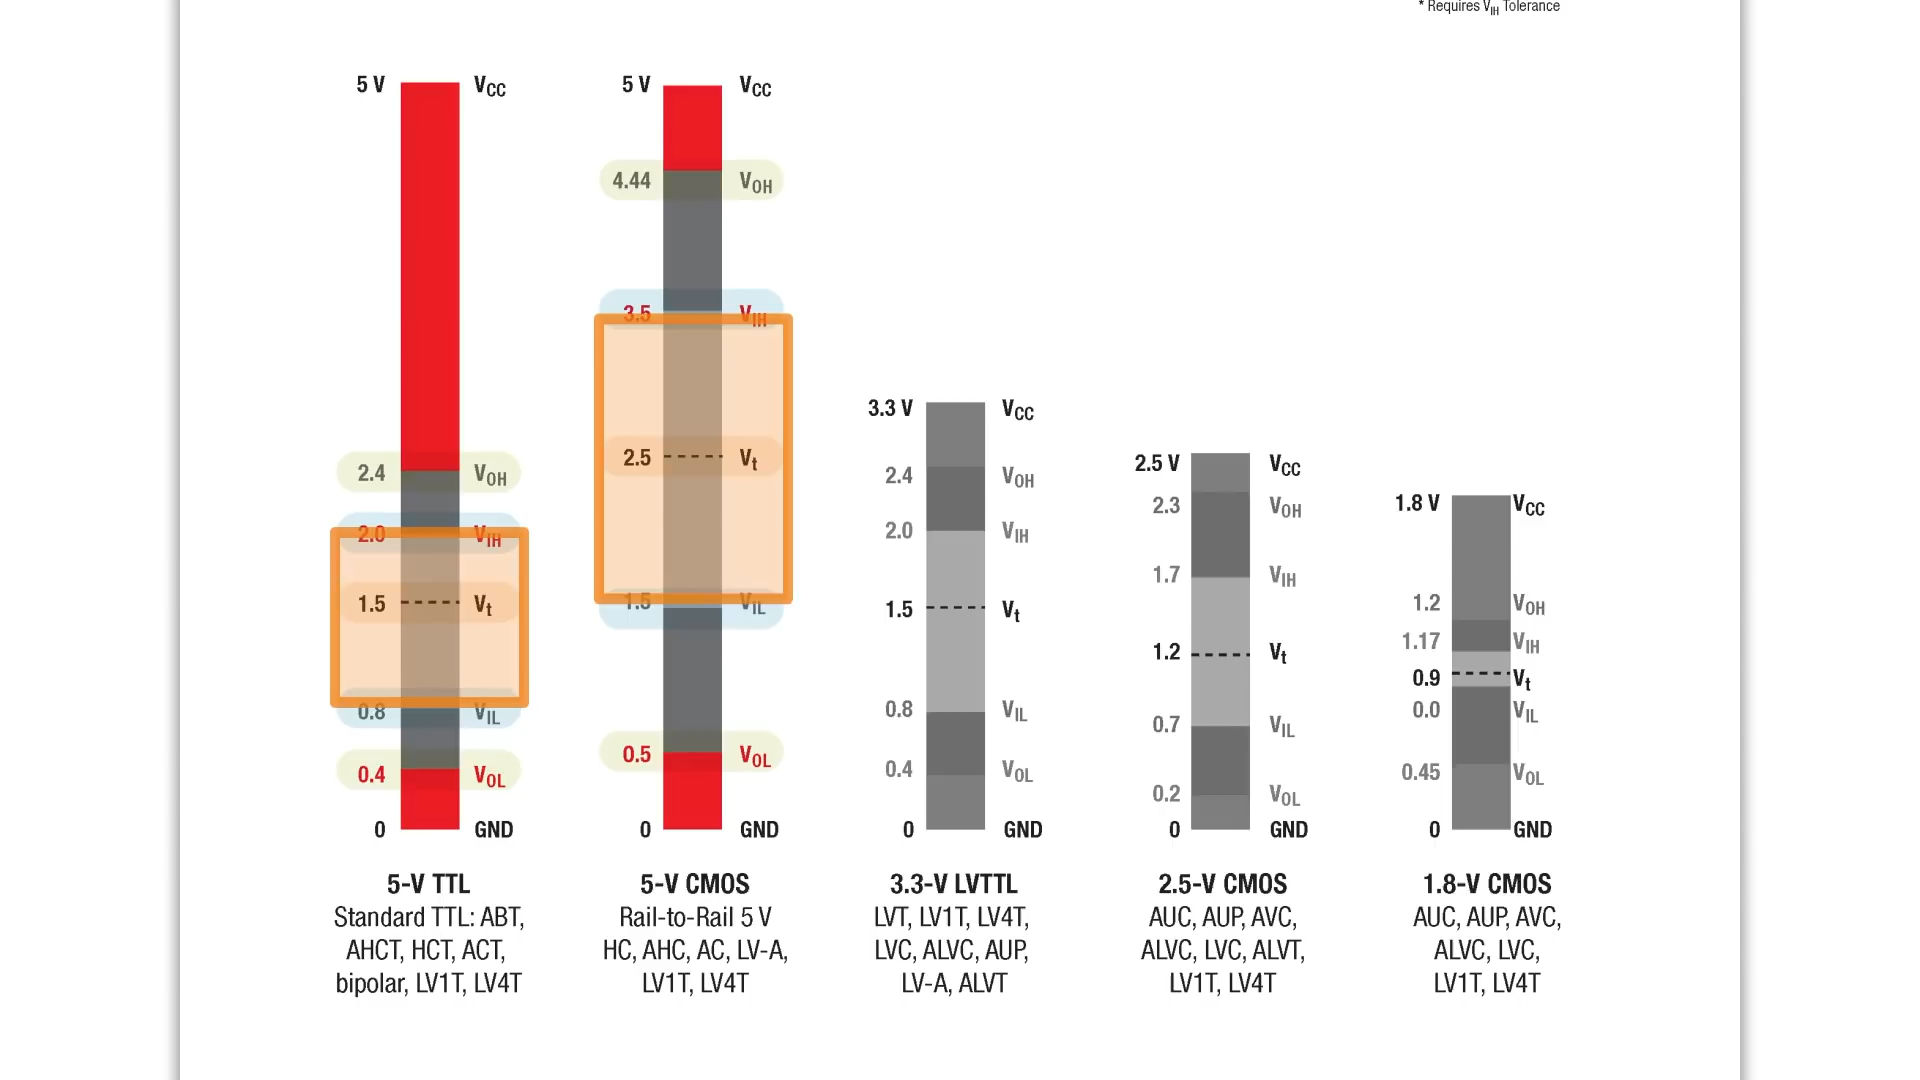 * Requires VIH Tolerance
5 V VCC
2.4 VOH
2.0 VIH
1.5 Vt
0.8 VIL
0.4 VOL
0 GND
5-V TTL
Standard TTL: ABT,
AHCT, HCT, ACT,
bipolar, LV1T, LV4T
5 V VCC
4.44 VOH
3.5 VIH
2.5 Vt
1.5 VIL
0.5 VOL
0 GND
5-V CMOS
Rail-to-Rail 5 V
HC, AHC, AC, LV-A,
LV1T, LV4T
3.3 V VCC
2.4 VOH
2.0 VIH
1.5 Vt
0.8 VIL
0.4 VOL
0 GND
3.3-V LVTTL
LVT, LV1T, LV4T,
LVC, ALVC, AUP,
LV-A, ALVT
2.5 V VCC
2.3 VOH
1.7 VIH
1.2 Vt
0.7 VIL
0.2 VOL
0 GND
2.5-V CMOS
AUC, AUP, AVC,
ALVC, LVC, ALVT,
LV1T, LV4T
1.8 V VCC
1.2 VOH
1.17 VIH
0.9 Vt
0.0 VIL
0.45 VOL
0 GND
1.8-V CMOS
AUC, AUP, AVC,
ALVC, LVC,
LV1T, LV4T